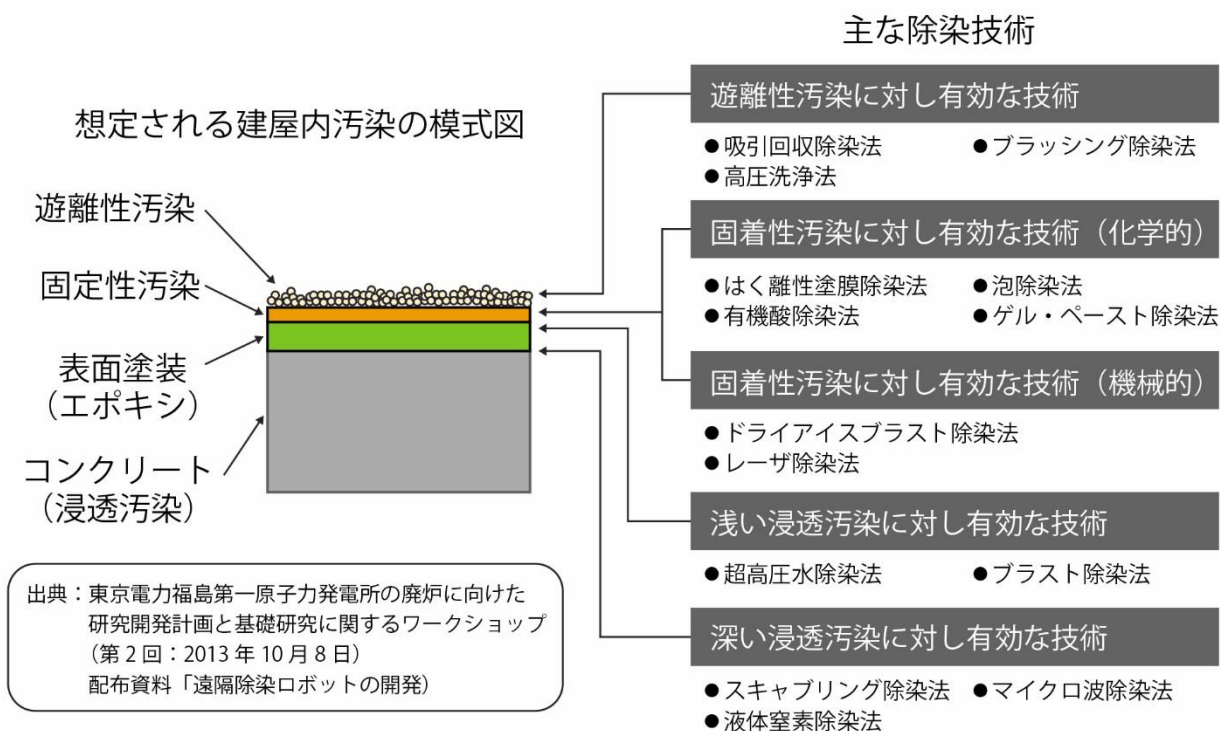 主な除染技術
想定される建屋内汚染の模式図
遊離性汚染
固定性汚染
表面塗装
（エポキシ）
コンクリート
（浸透汚染）
遊離性汚染に対し有効な技術
●吸引回収除染法 ●ブラッシング除染法
●高圧洗浄法
固着性汚染に対し有効な技術（化学的）
●はく離性塗膜除染法 ●泡除染法
●有機酸除染法 ●ゲル・ペースト除染法
固着性汚染に対し有効な技術（機械的）
●ドライアイスブラスト除染法
●レーザ除染法
浅い浸透汚染に対し有効な技術
●超高圧水除染法 ●ブラスト除染法
深い浸透汚染に対し有効な技術
●スキャブリング除染法 ●マイクロ波除染法
●液体窒素除染法
出典：東京電力福島第一原子力発電所の廃炉に向けた
研究開発計画と基礎研究に関するワークショップ
（第2回：2013年10月8日）
配布資料「遠隔除染ロボットの開発）